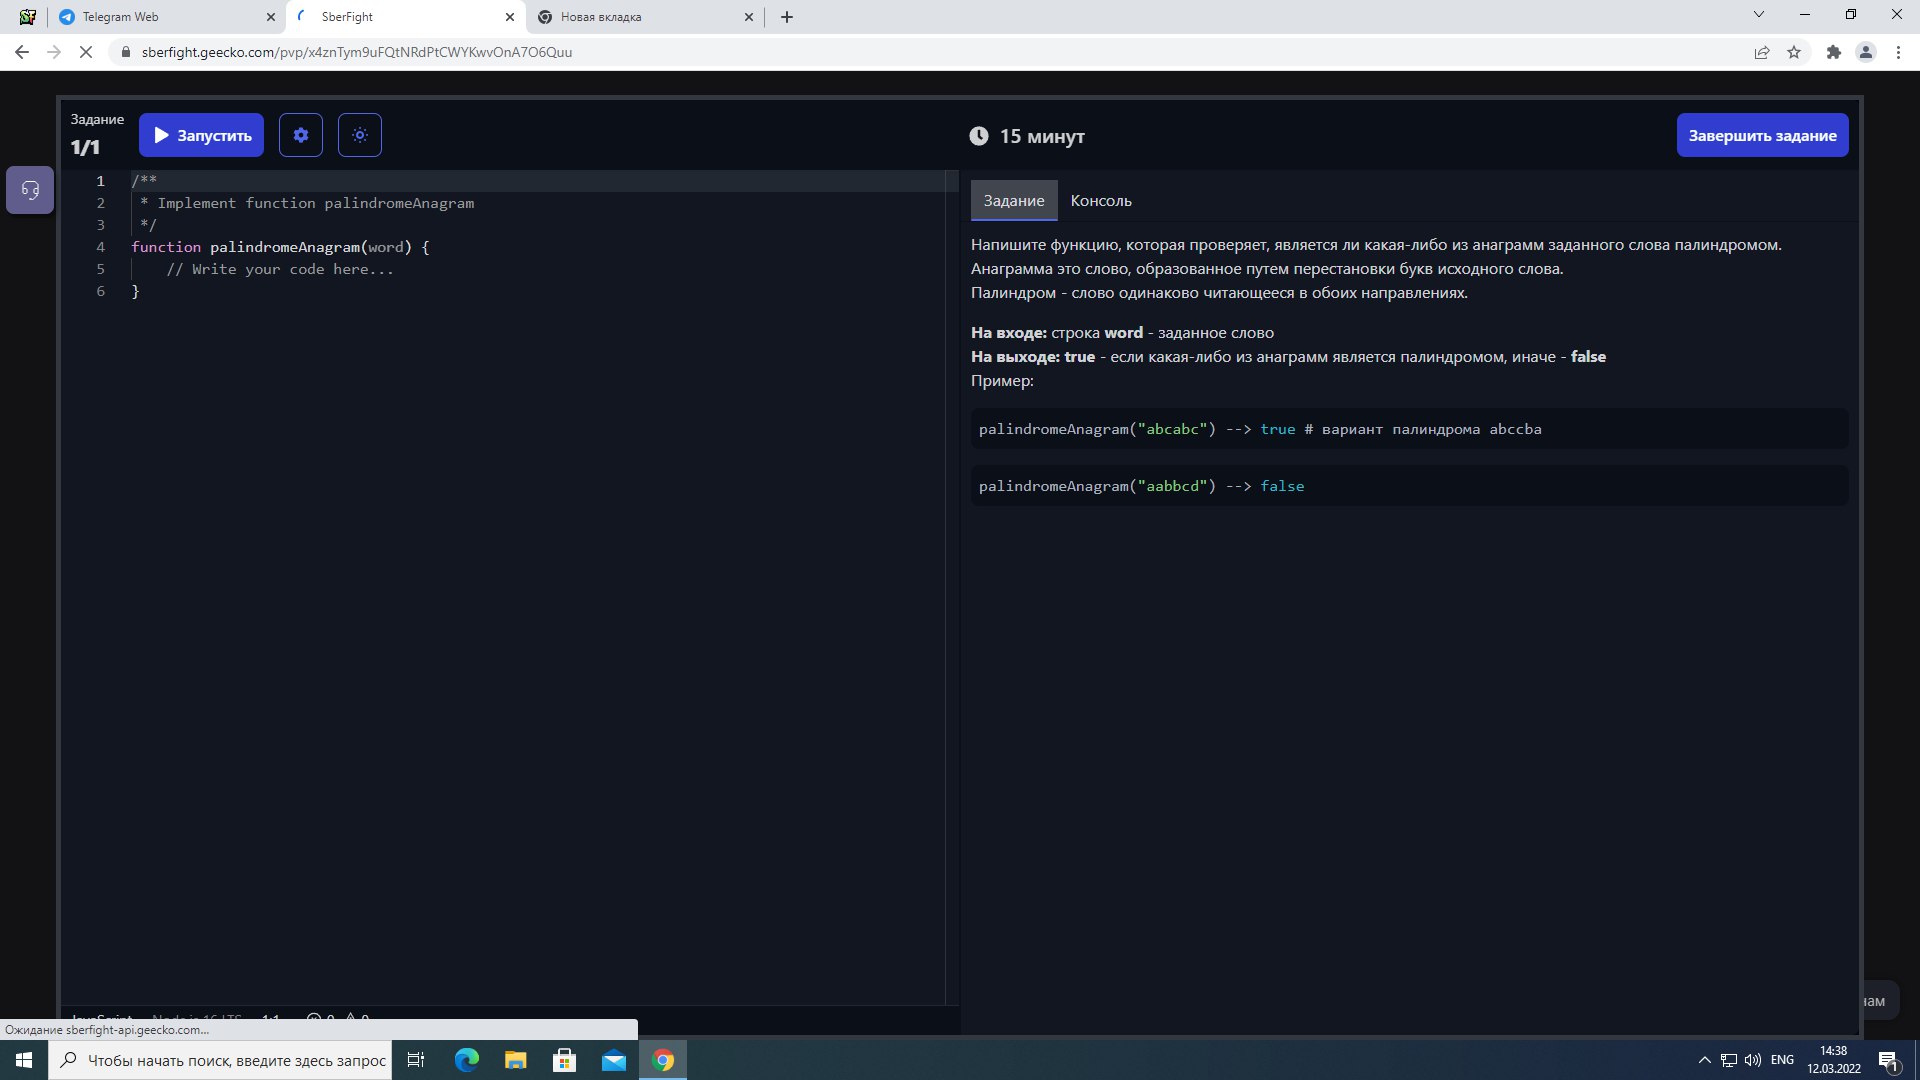 Telegram Web
SberFight
Новая вкладка
sberfight.geecko.com/pvp/x4znTym9uFQtNRdPtCWYKwvOnA7O6Quu
Задание
1/1
Запустить
15 минут
Завершить задание
1 /**
2 * Implement function palindromeAnagram
3 */
4 function palindromeAnagram(word) {
5 // Write your code here...
6 }
Задание Консоль
Напишите функцию, которая проверяет, является ли какая-либо из анаграмм заданного слова палиндромом.
Анаграмма это слово, образованное путем перестановки букв исходного слова.
Палиндром - слово одинаково читающееся в обоих направлениях.
На входе: строка word - заданное слово
На выходе: true - если какая-либо из анаграмм является палиндромом, иначе - false
Пример:
palindromeAnagram("abcabc") --> true # вариант палиндрома abccba
palindromeAnagram("aabbcd") --> false
нам
JavaScript Node.js 16 LTS 1:1 0 0
Ожидание sberfight-api.geecko.com...
Чтобы начать поиск, введите здесь запрос
ENG
14:38
12.03.2022
1